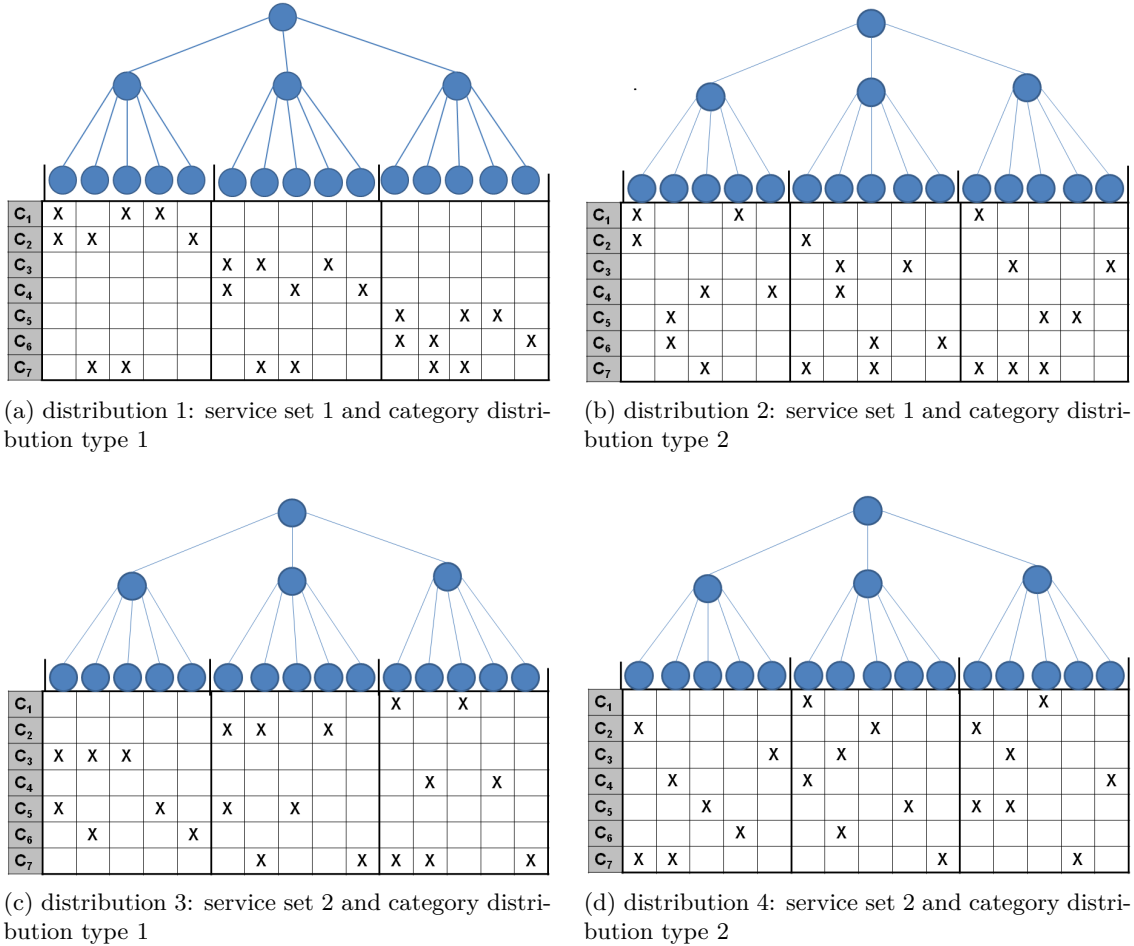 C1 X X X
C2 X X X
C3 X X X
C4 X X X
C5 X X X
C6 X X X
C7 X X X X X X
(a) distribution 1: service set 1 and category distri-
bution type 1
C1 X X X
C2 X X
C3 X X X X
C4 X X X
C5 X X X
C6 X X X
C7 X X X X X X
(b) distribution 2: service set 1 and category distri-
bution type 2
C1 X X
C2 X X X
C3 X X X
C4 X X
C5 X X X X
C6 X X
C7 X X X X X
(c) distribution 3: service set 2 and category distri-
bution type 1
C1 X X
C2 X X X
C3 X X X
C4 X X X
C5 X X X X
C6 X X
C7 X X X X
(d) distribution 4: service set 2 and category distri-
bution type 2